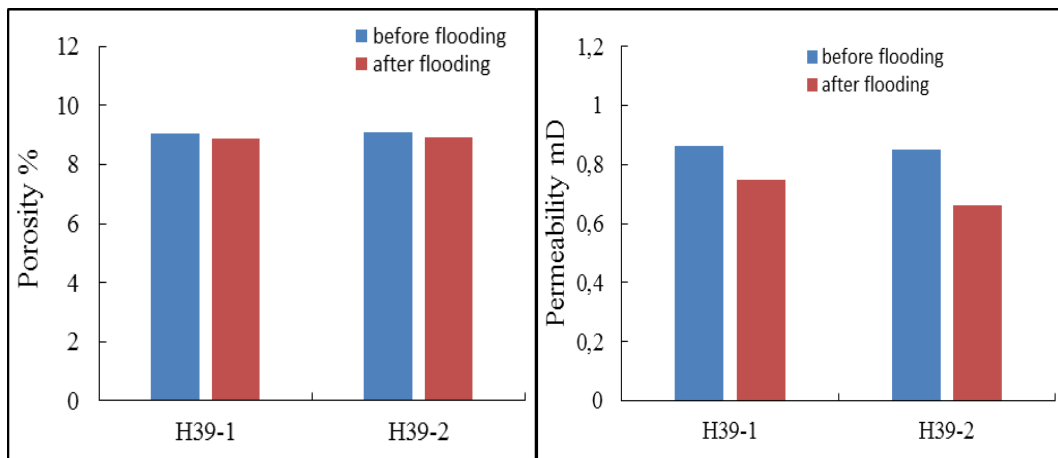 before flooding
after flooding
Porosity %
12
10
8
6
4
2
0
H39-1 H39-2
before flooding
after flooding
Permeability mD
1,2
1
0,8
0,6
0,4
0,2
0
H39-1 H39-2